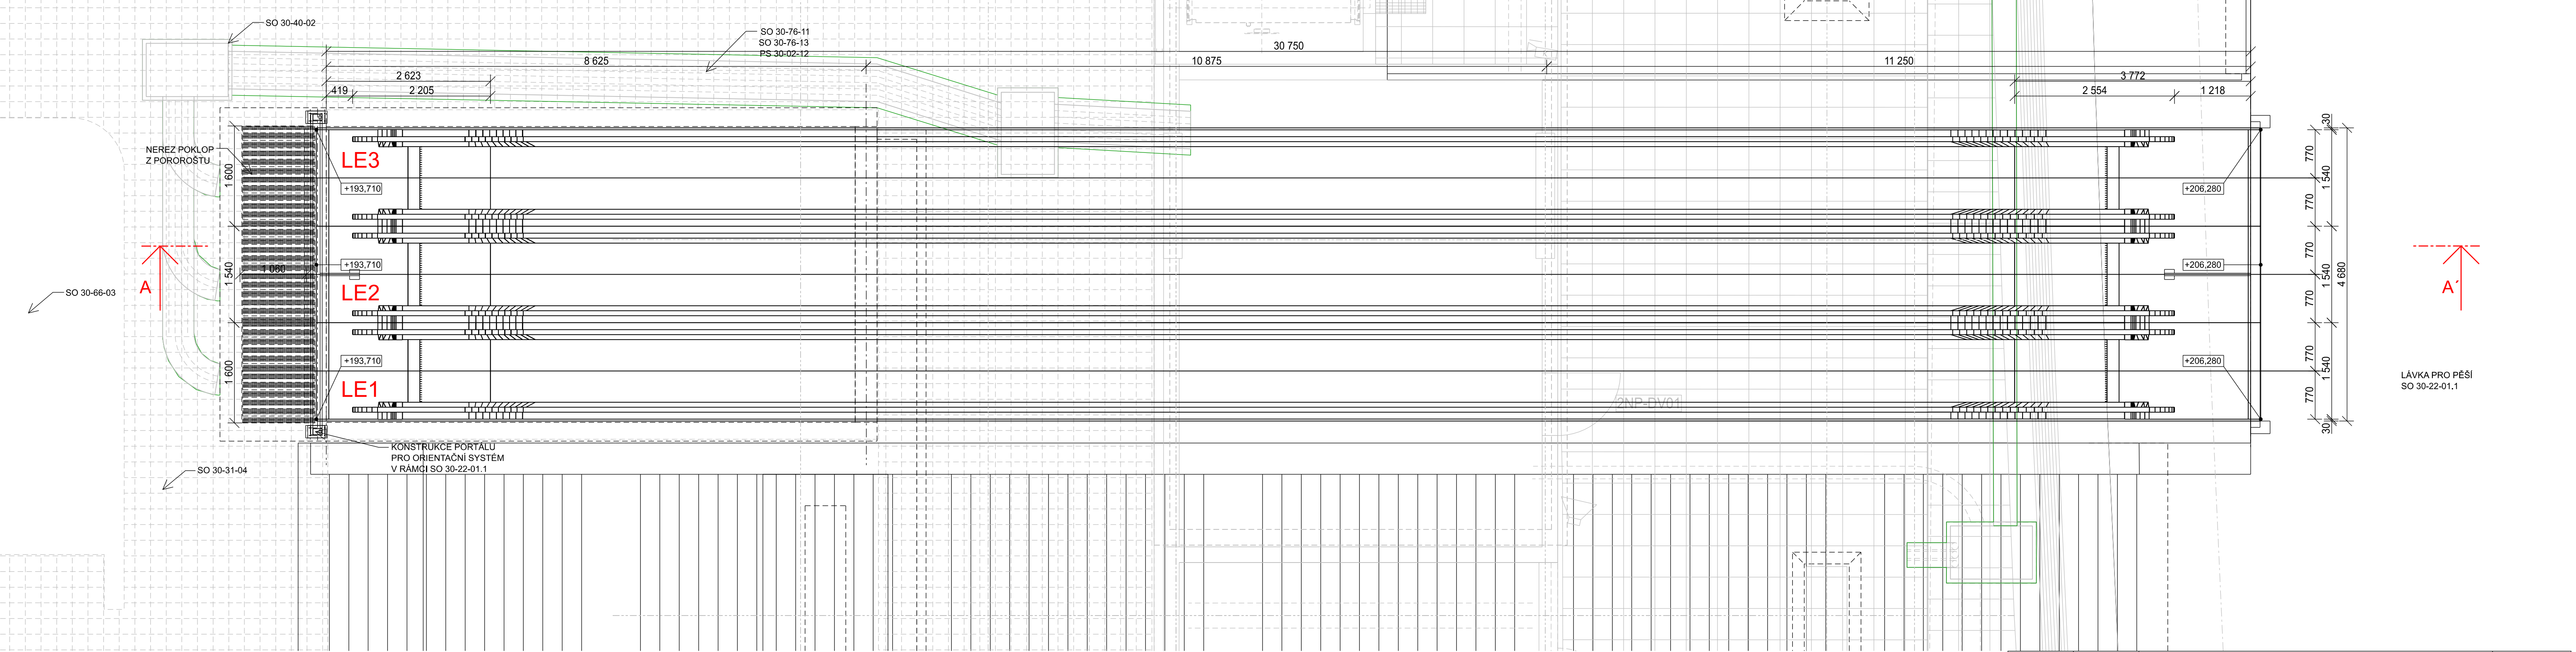 SO 30-40-02
SO 30-76-11
SO 30-76-13
PS 30-02-12
30 750
8 625
10 875
11 250
2 623
3 772
419
2 205
2 554
1 218
NEREZ POKLOP
Z POROROŠTU
LE3
+193,710
+206,280
30
770
1 540
770
1 600
A
1 060
+193,710
LE2
+206,280
A´
1 540
770
1 540
770
4 680
SO 30-66-03
1 600
+193,710
LE1
+206,280
770
1 540
770
30
2NP-DV01
LÁVKA PRO PĚŠÍ
SO 30-22-01.1
KONSTRUKCE PORTÁLU
PRO ORIENTAČNÍ SYSTÉM
V RÁMCI SO 30-22-01.1
SO 30-31-04